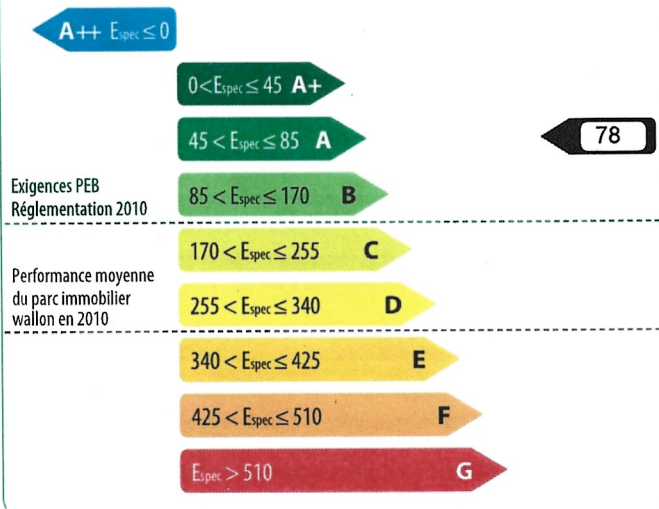 A++ Espec ≤ 0
0 < Espec ≤ 45 A+
45 < Espec ≤ 85 A
78
Exigences PEB
Réglementation 2010
85 < Espec ≤ 170 B
170 < Espec ≤ 255 C
Performance moyenne
du parc immobilier
wallon en 2010
255 < Espec ≤ 340 D
340 < Espec ≤ 425 E
425 < Espec ≤ 510 F
Espec > 510 G